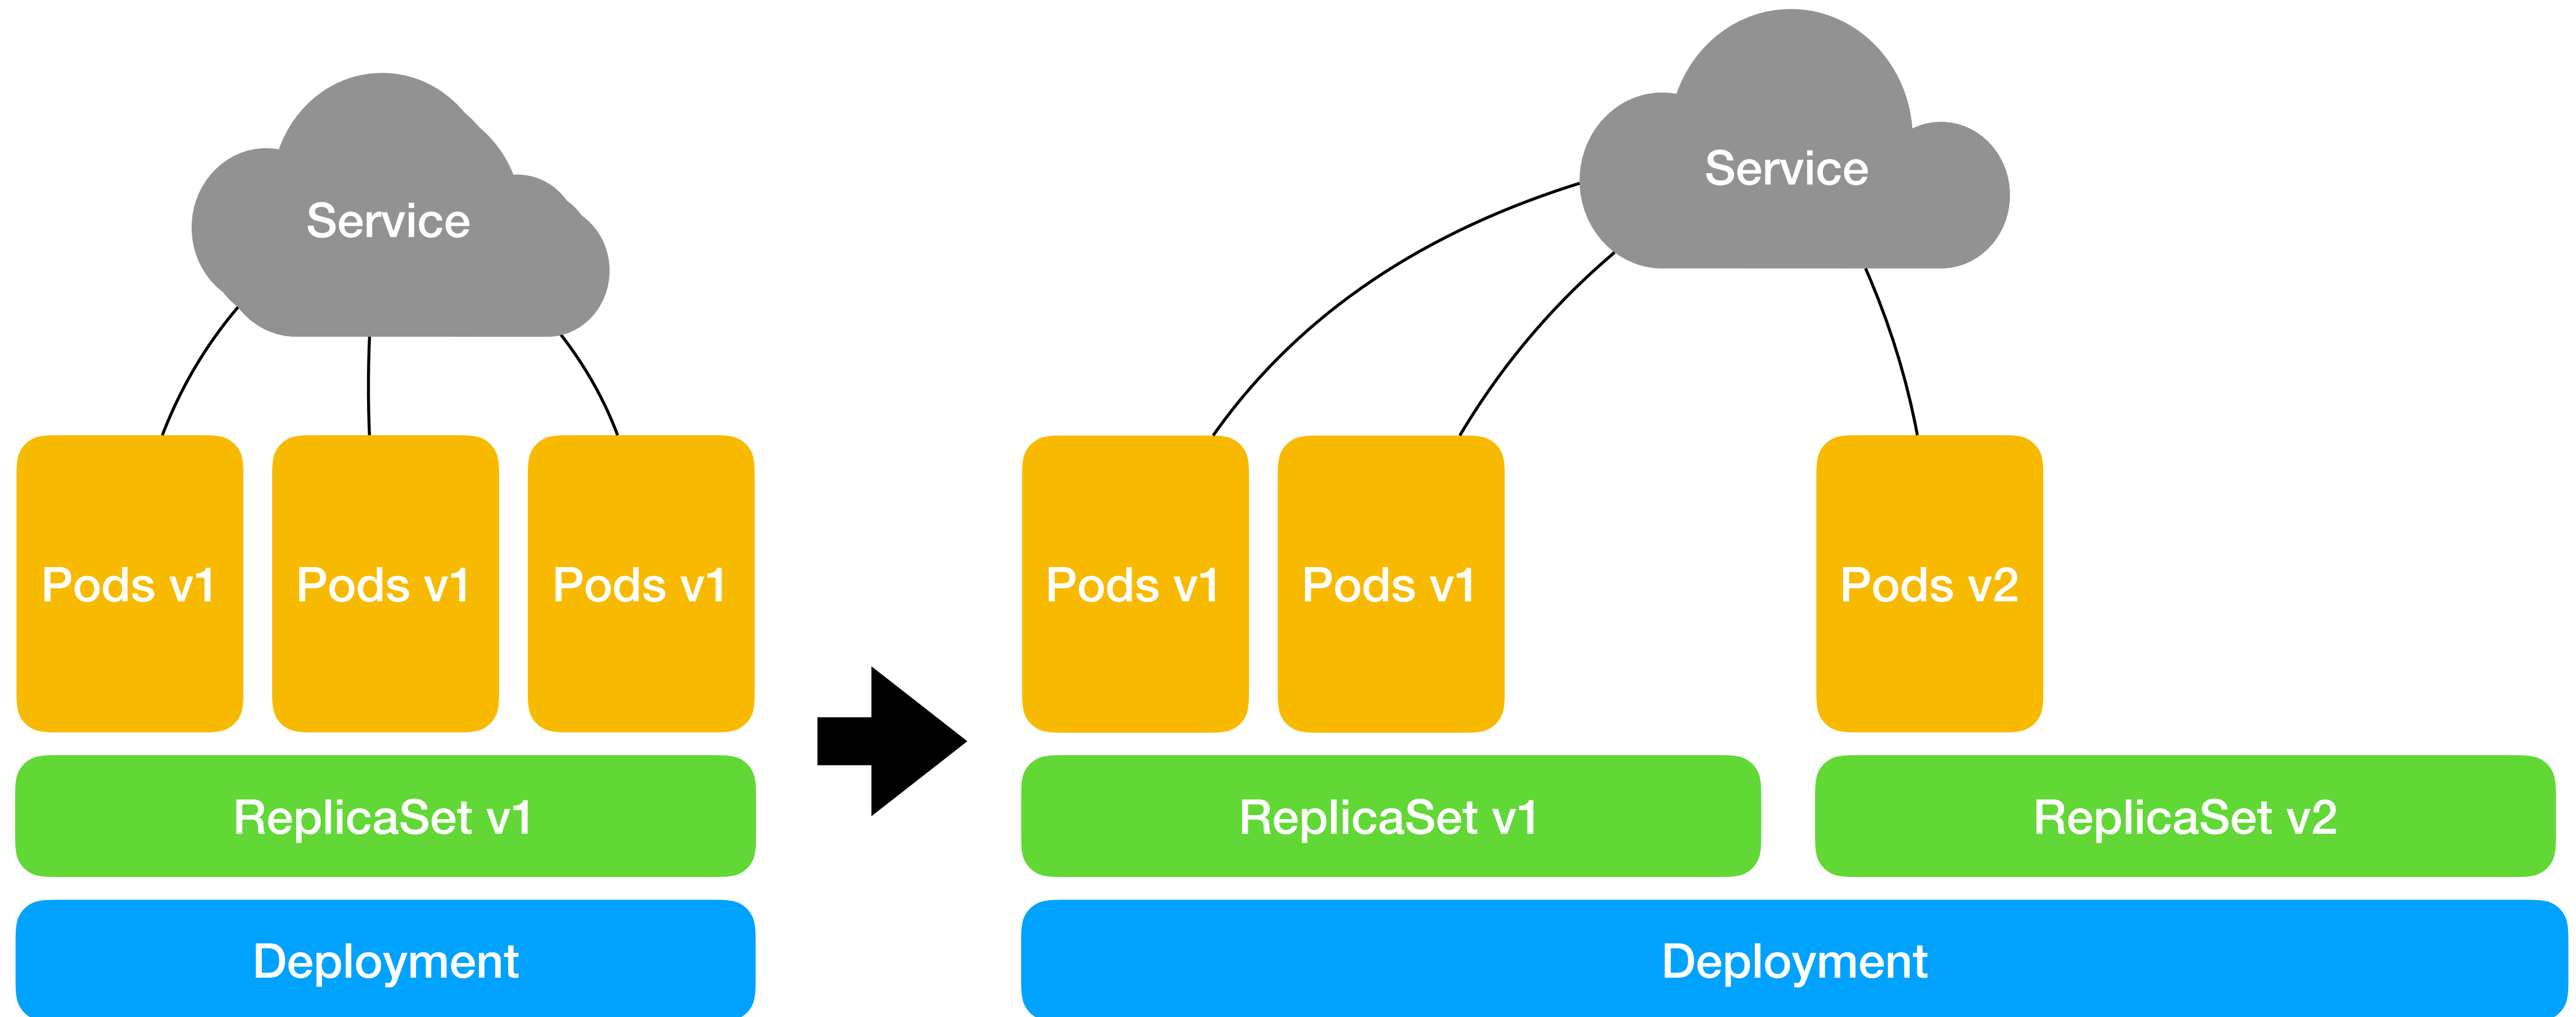 Service
Pods v1
Pods v1
Pods v1
ReplicaSet v1
Deployment
Service
Pods v1
Pods v1
Pods v2
ReplicaSet v1
ReplicaSet v2
Deployment